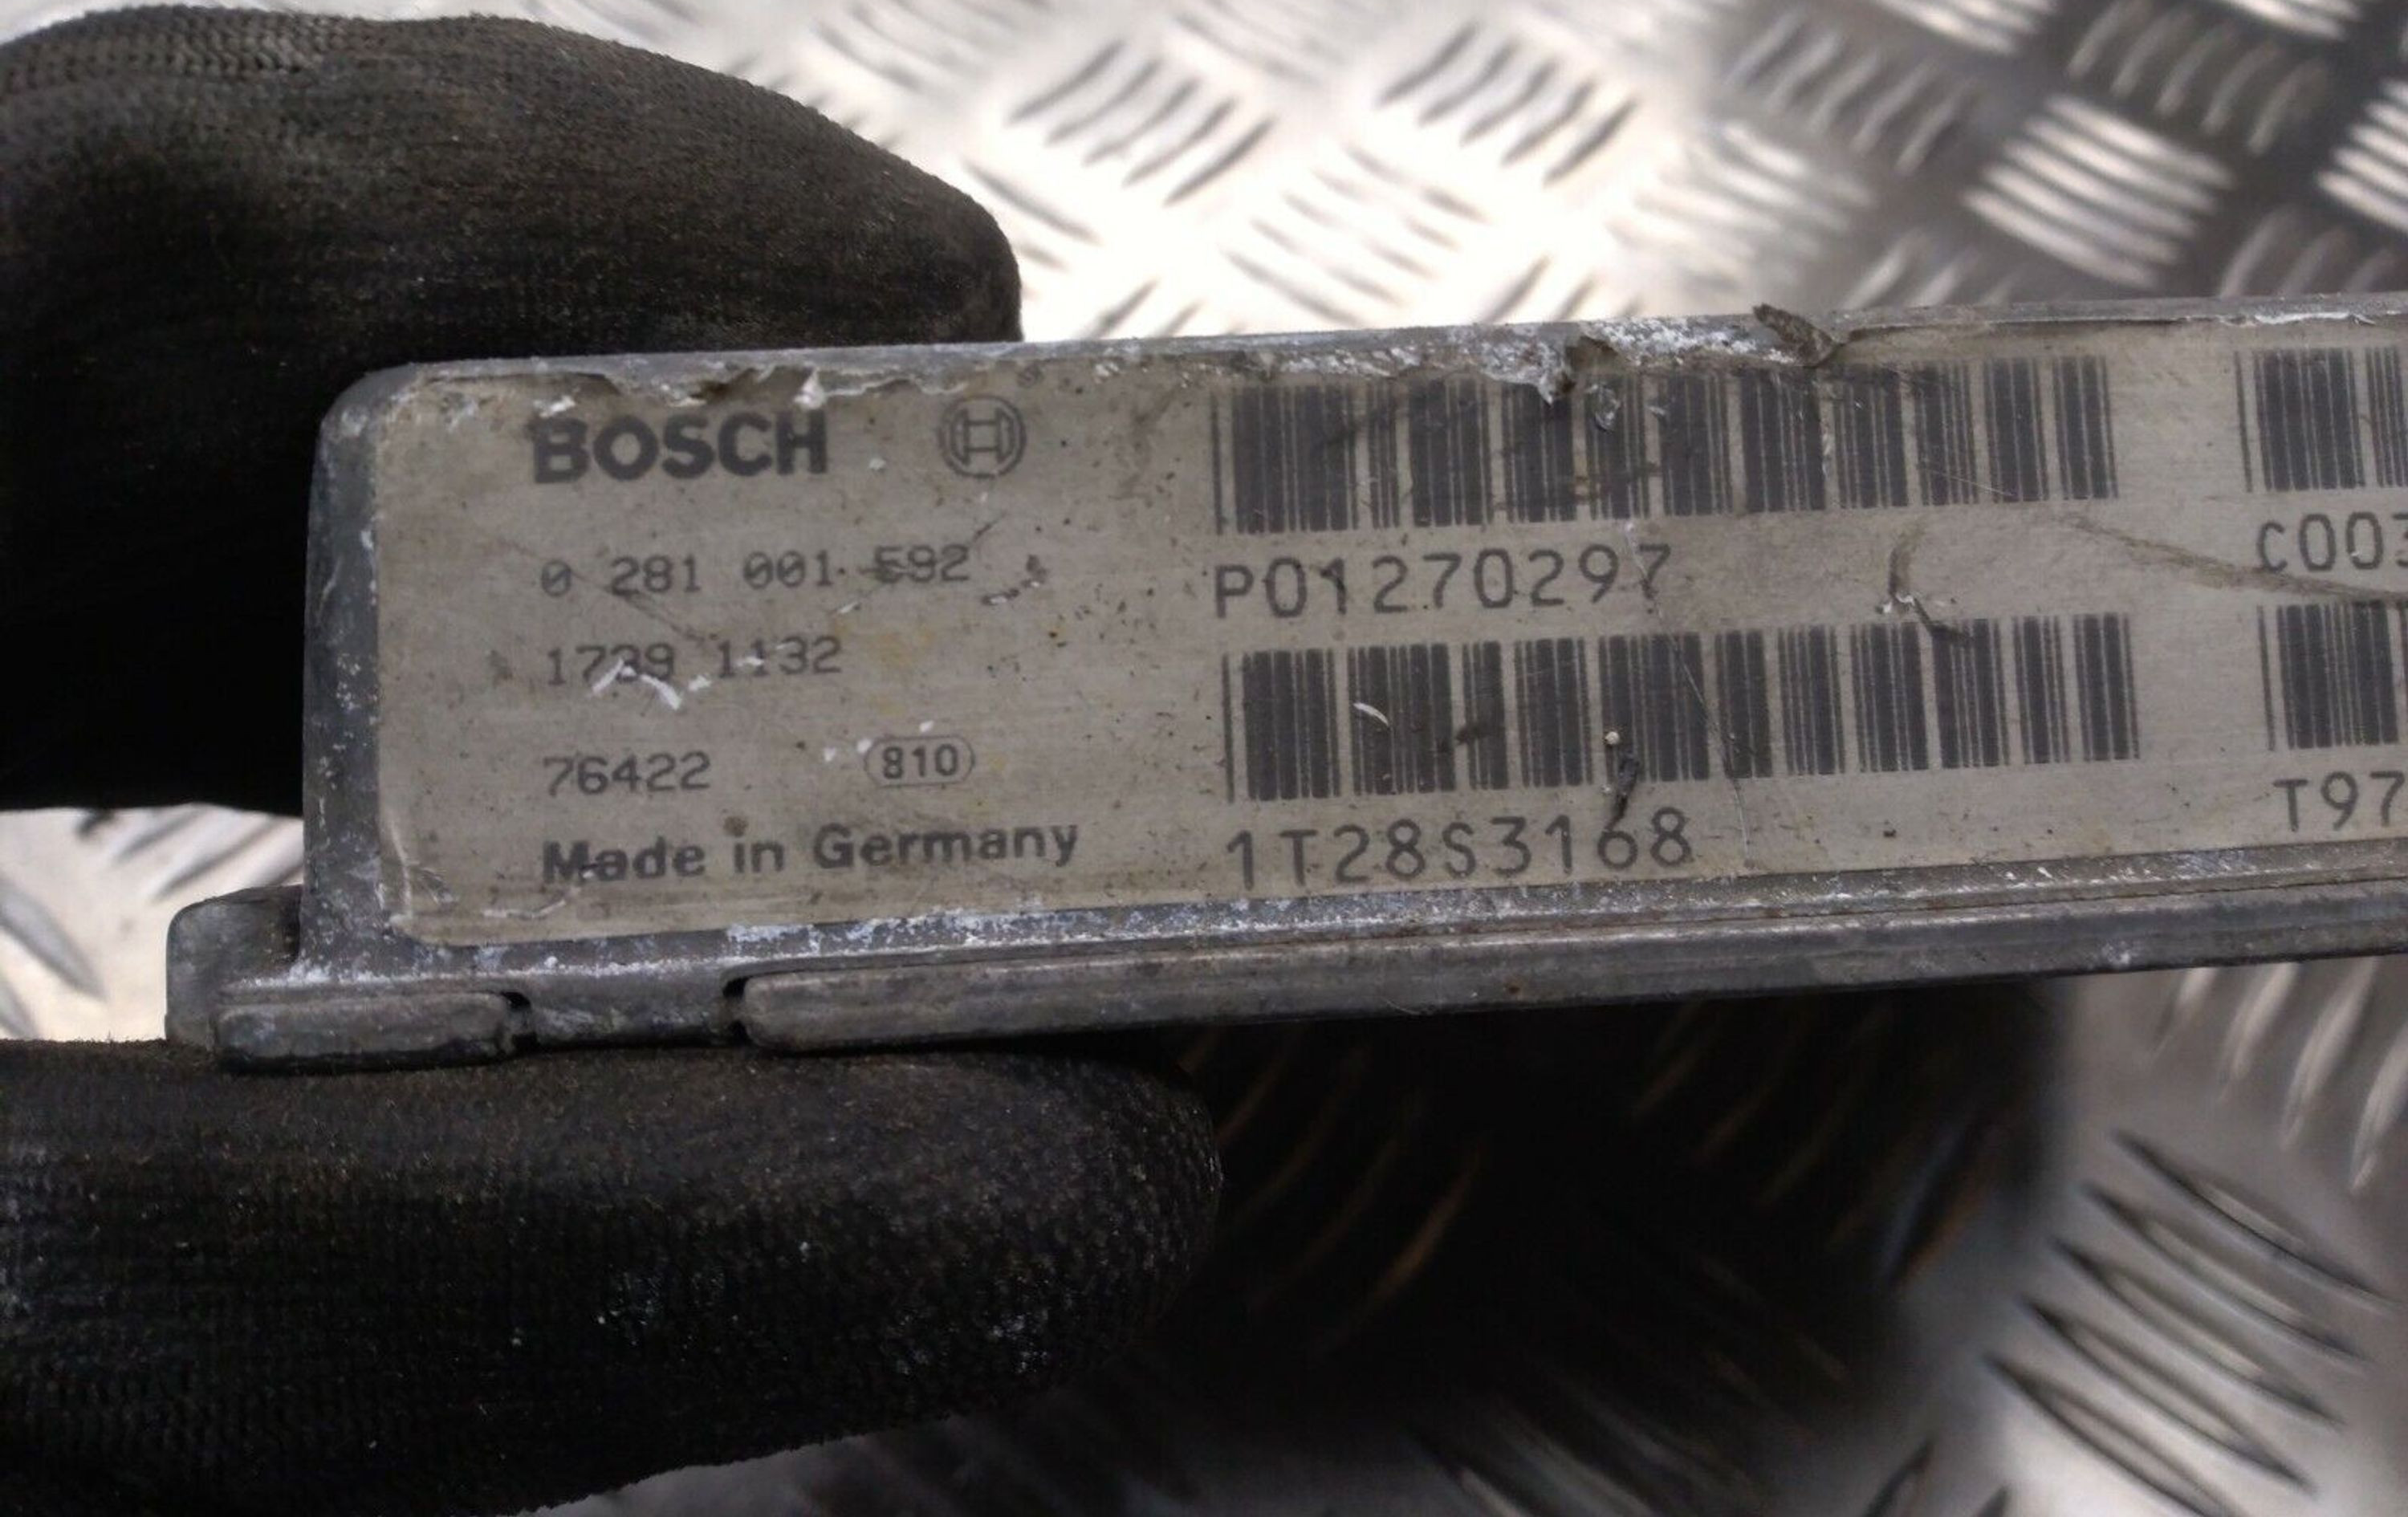 BOSCH
0 281 001 592
1739 1132
76422 810
Made in Germany
P01270297
1T28S3168
C003
T97